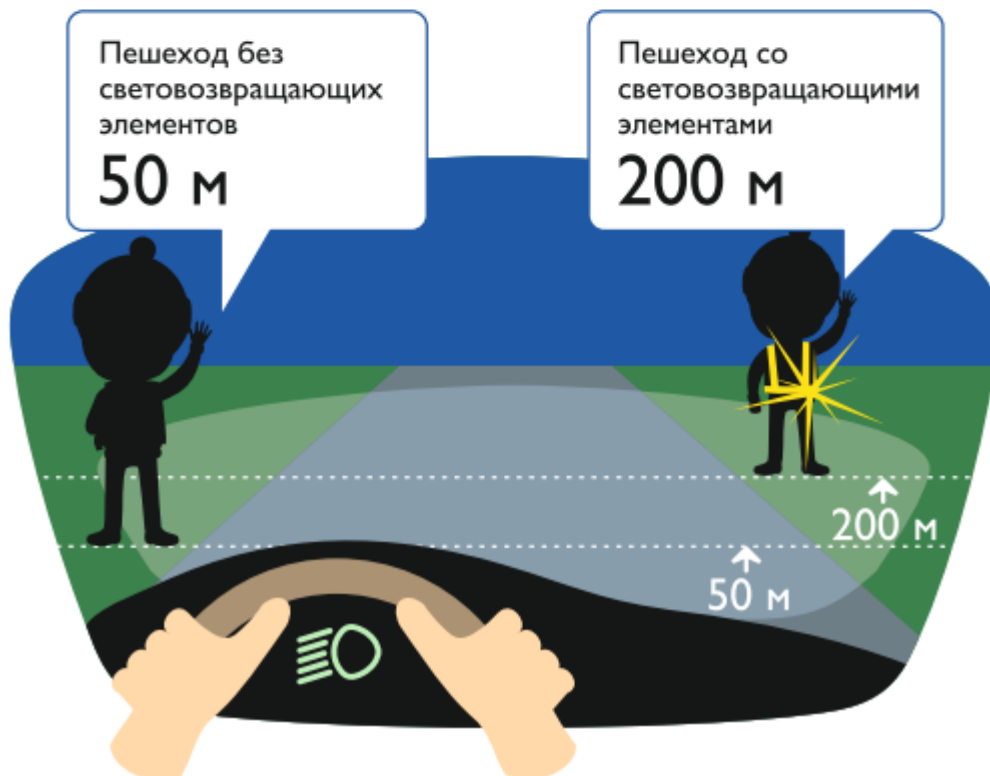 Пешеход без
световозвращающих
элементов
50 м
Пешеход со
световозвращающими
элементами
200 м
200 м
50 м